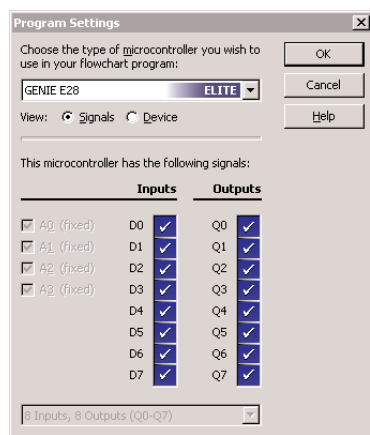 Program Settings
Choose the type of microcontroller you wish to
use in your flowchart program:
OK
GENIE E28 ELITE
Cancel
View: Signals Device
Help
This microcontroller has the following signals:
Inputs Outputs
A0 (fixed) D0 Q0
A1 (fixed) D1 Q1
A2 (fixed) D2 Q2
A3 (fixed) D3 Q3
D4 Q4
D5 Q5
D6 Q6
D7 Q7
8 Inputs, 8 Outputs (Q0-Q7)